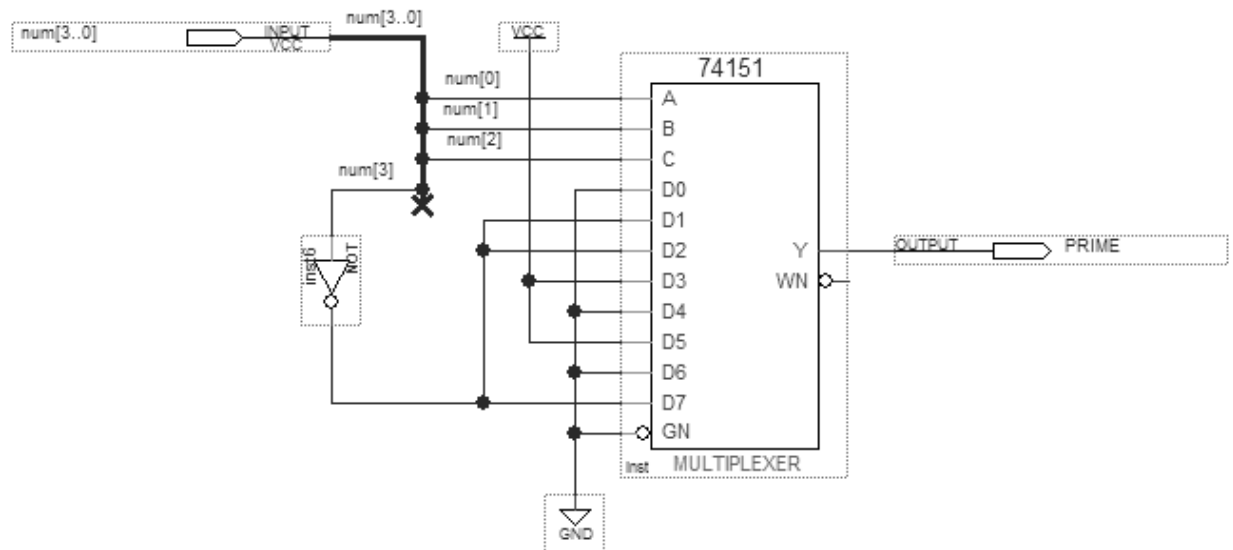 num[3..0]
INPUT
VCC
num[3..0]
VCC
74151
num[0]
A
num[1]
B
num[2]
C
num[3]
D0
D1
inst6
NOT
D2
Y
OUTPUT
PRIME
D3
WN
D4
D5
D6
D7
GN
inst
MULTIPLEXER
GND